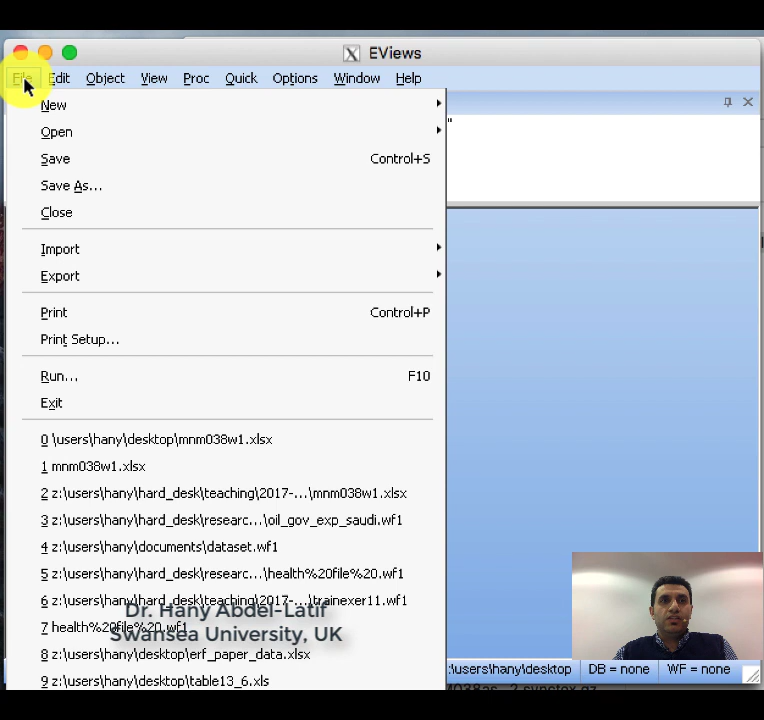 EViews
File Edit Object View Proc Quick Options Window Help
New
"
Open
Save Control+S
Save As...
Close
Import
Export
Print Control+P
Print Setup...
Run... F10
Exit
0 \users\hany\desktop\mnm038w1.xlsx
1 mnm038w1.xlsx
2 z:\users\hany\hard_desk\teaching\2017-...\mnm038w1.xlsx
3 z:\users\hany\hard_desk\researc...\oil_gov_exp_saudi.wf1
4 z:\users\hany\documents\dataset.wf1
5 z:\users\hany\hard_desk\researc...\health%20file%20.wf1
6 z:\users\hany\hard_desk\teaching\2017-...\trainexer11.wf1
Dr. Hany Abdel-Latif
7 health%20file%20.wf1
Swansea University, UK
8 z:\users\hany\desktop\erf_paper_data.xlsx
:\users\hany\desktop DB = none WF = none
9 z:\users\hany\desktop\table13_6.xls